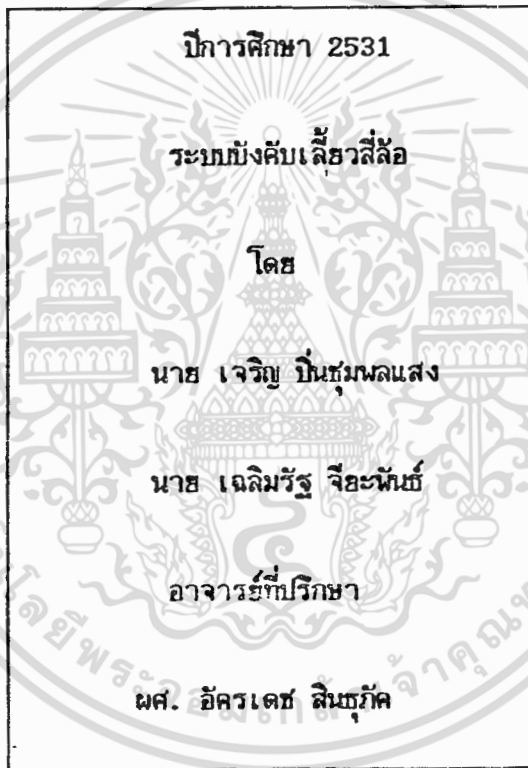 ปีการศึกษา 2531
ระบบบังคับเลี้ยวสี่ล้อ
โดย
นาย เจริญ ปิ่นชุมพลแสง
นาย เฉลิมรัฐ จียะพันธ์
อาจารย์ที่ปรึกษา
ผศ. อัครเดช สินธุภัค